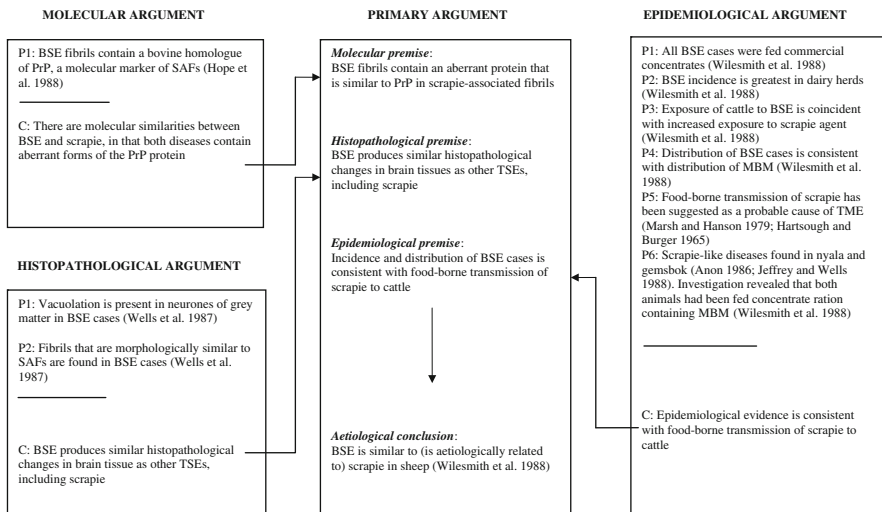 MOLECULAR ARGUMENT
P1: BSE fibrils contain a bovine homologue
of PrP, a molecular marker of SAFs (Hope et
al. 1988)
C: There are molecular similarities between
BSE and scrapie, in that both diseases contain
aberrant forms of the PrP protein
HISTOPATHOLOGICAL ARGUMENT
P1: Vacuolation is present in neurones of grey
matter in BSE cases (Wells et al. 1987)
P2: Fibrils that are morphologically similar to
SAFs are found in BSE cases (Wells et al.
1987)
C: BSE produces similar histopathological
changes in brain tissue as other TSEs,
including scrapie
PRIMARY ARGUMENT
Molecular premise:
BSE fibrils contain an aberrant protein that
is similar to PrP in scrapie-associated fibrils
Histopathological premise:
BSE produces similar histopathological
changes in brain tissues as other TSEs,
including scrapie
Epidemiological premise:
Incidence and distribution of BSE cases is
consistent with food-borne transmission of
scrapie to cattle
Aetiological conclusion:
BSE is similar to (is aetiologically related
to) scrapie in sheep (Wilesmith et al. 1988)
EPIDEMIOLOGICAL ARGUMENT
P1: All BSE cases were fed commercial
concentrates (Wilesmith et al. 1988)
P2: BSE incidence is greatest in dairy herds
(Wilesmith et al. 1988)
P3: Exposure of cattle to BSE is coincident
with increased exposure to scrapie agent
(Wilesmith et al. 1988)
P4: Distribution of BSE cases is consistent
with distribution of MBM (Wilesmith et al.
1988)
P5: Food-borne transmission of scrapie has
been suggested as a probable cause of TME
(Marsh and Hanson 1979; Hartsough and
Burger 1965)
P6: Scrapie-like diseases found in nyala and
gemsbok (Anon 1986; Jeffrey and Wells
1988). Investigation revealed that both
animals had been fed concentrate ration
containing MBM (Wilesmith et al. 1988)
C: Epidemiological evidence is consistent
with food-borne transmission of scrapie to
cattle